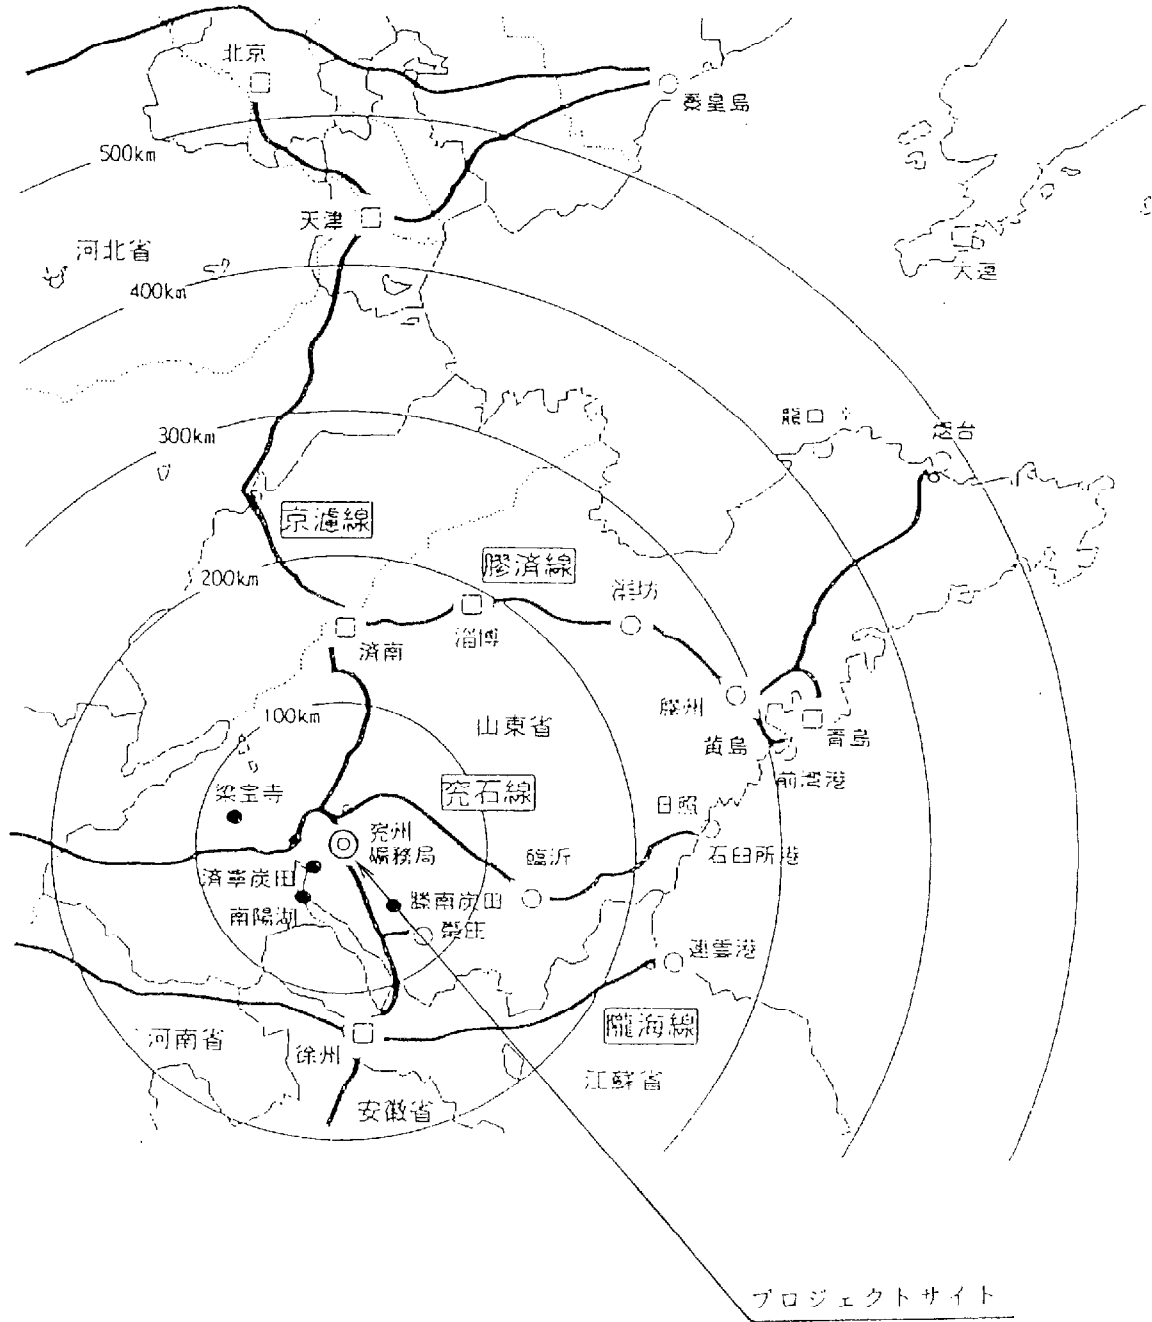 北京
秦皇島
500km
天津
河北省
大連
400km
龍口
煙台
300km
京滬線
膠済線
200km
濰坊
淄博
済南
膠州
100km
山東省
黄島
青島
前湾港
兗石線
梁宝寺
日照
兗州
鉱務局
臨沂
石臼所港
済寧炭田
滕南炭田
南陽湖
棗荘
連雲港
隴海線
河南省
徐州
江蘇省
安徽省
プロジェクトサイト